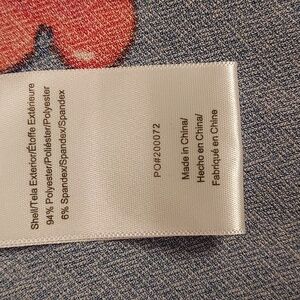 Shell/Tela Exterior/Étoffe Extérieure
94% Polyester/Poliéster/Polyester
6% Spandex/Spandex/Spandex
PO#200072
Made in China/
Hecho en China/
Fabriqué en Chine